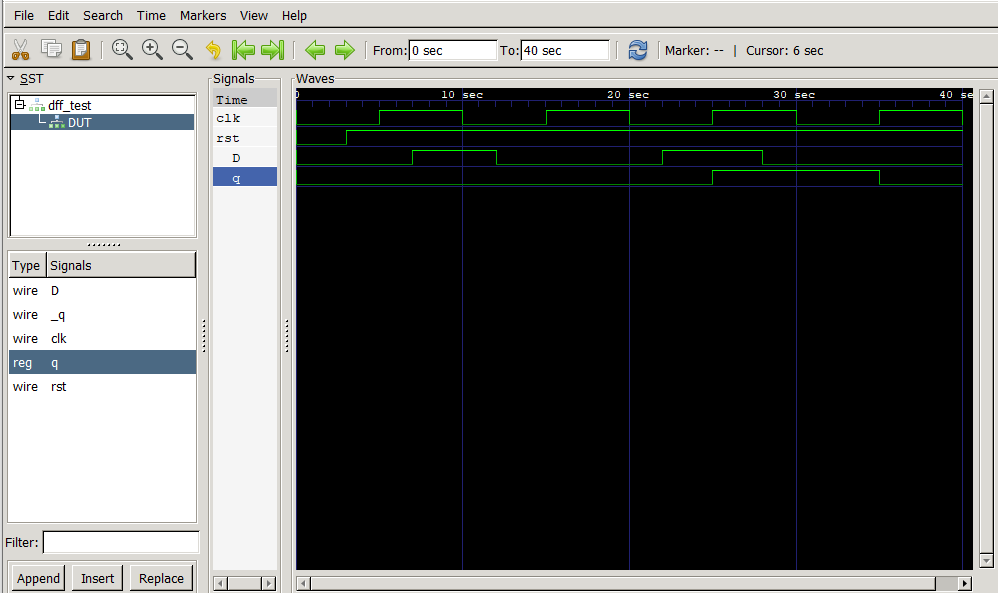 File Edit Search Time Markers View Help
From: 0 sec To: 40 sec Marker: -- | Cursor: 6 sec
SST
dff_test
DUT
Type Signals
wire D
wire _q
wire clk
reg q
wire rst
Filter:
Append Insert Replace
Signals
Time
clk
rst
D
q
Waves
0 10 sec 20 sec 30 sec 40 sec